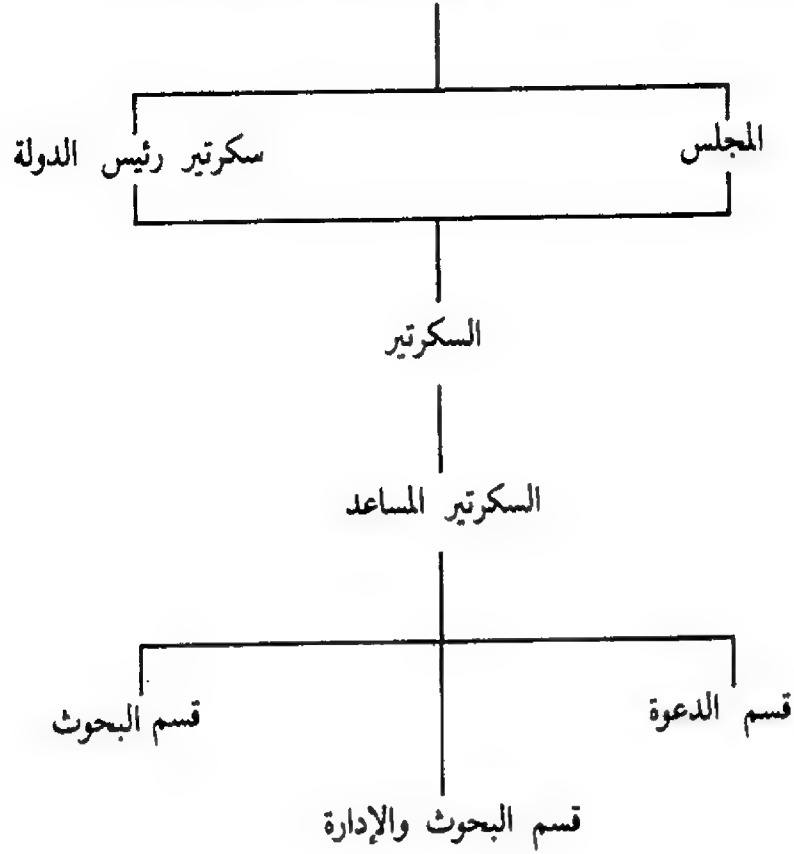 المجلس
سكرتير رئيس الدولة
السكرتير
السكرتير المساعد
قسم الدعوة
قسم البحوث
قسم البحوث والإدارة